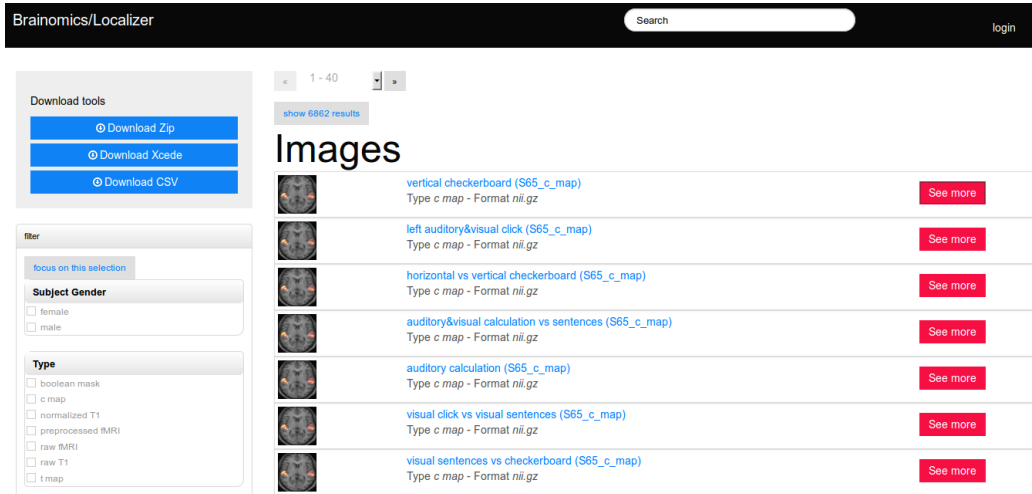 Brainomics/Localizer
Search
login
Download tools
Download Zip
Download Xcede
Download CSV
filter
focus on this selection
Subject Gender
female
male
Type
boolean mask
c map
normalized T1
preprocessed fMRI
raw fMRI
raw T1
t map
« 1 - 40 »
show 6862 results
Images
vertical checkerboard (S65_c_map)
Type c map - Format nii.gz
See more
left auditory&visual click (S65_c_map)
Type c map - Format nii.gz
See more
horizontal vs vertical checkerboard (S65_c_map)
Type c map - Format nii.gz
See more
auditory&visual calculation vs sentences (S65_c_map)
Type c map - Format nii.gz
See more
auditory calculation (S65_c_map)
Type c map - Format nii.gz
See more
visual click vs visual sentences (S65_c_map)
Type c map - Format nii.gz
See more
visual sentences vs checkerboard (S65_c_map)
Type c map - Format nii.gz
See more